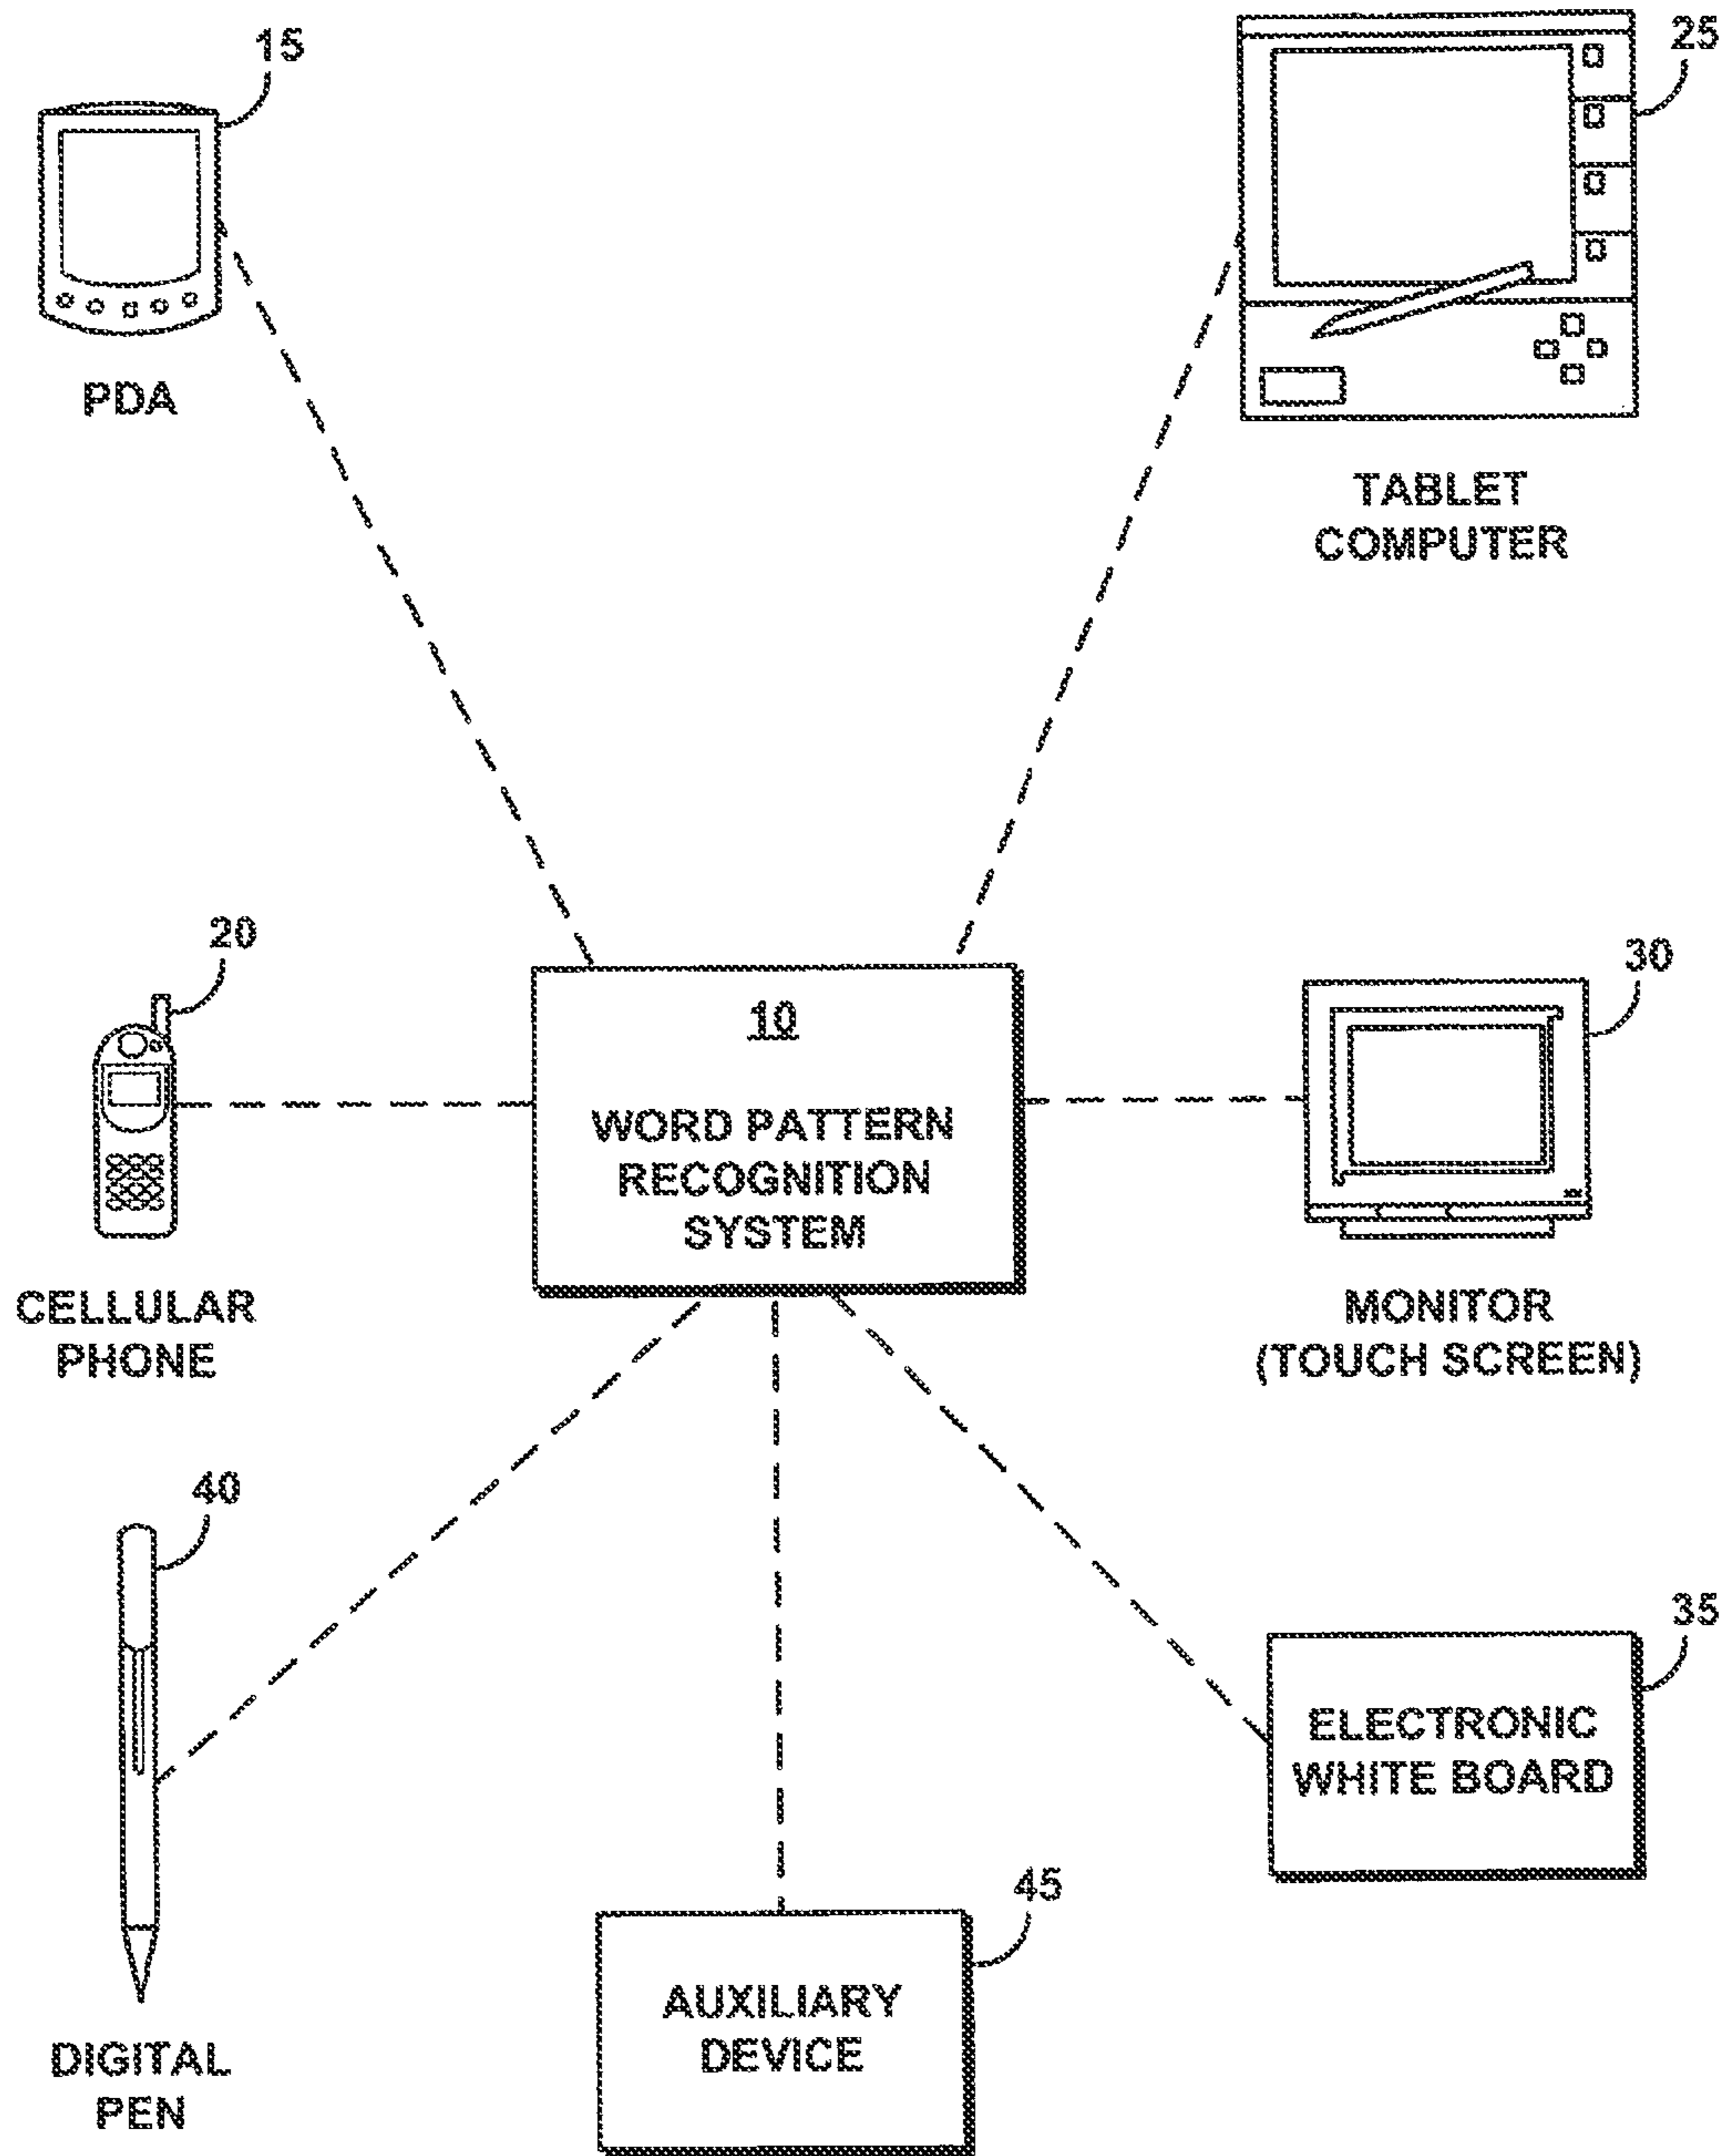 15
PDA
25
TABLET
COMPUTER
20
CELLULAR
PHONE
10
WORD PATTERN
RECOGNITION
SYSTEM
30
MONITOR
(TOUCH SCREEN)
40
DIGITAL
PEN
45
AUXILIARY
DEVICE
35
ELECTRONIC
WHITE BOARD